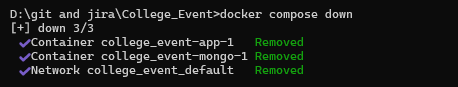 D:\git and jira\College_Event>docker compose down
[+] down 3/3
✔Container college_event-app-1 Removed
✔Container college_event-mongo-1 Removed
✔Network college_event_default Removed